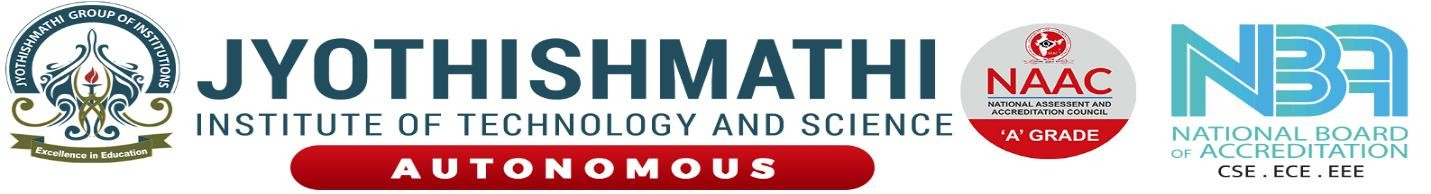 JYOTHISHMATHI GROUP OF INSTITUTIONS
Excellence in Education
JYOTHISHMATHI
INSTITUTE OF TECHNOLOGY AND SCIENCE
AUTONOMOUS
NAAC
NATIONAL ASSESSMENT AND
ACCREDITATION COUNCIL
‘A’ GRADE
NBA
NATIONAL BOARD
OF ACCREDITATION
CSE . ECE . EEE